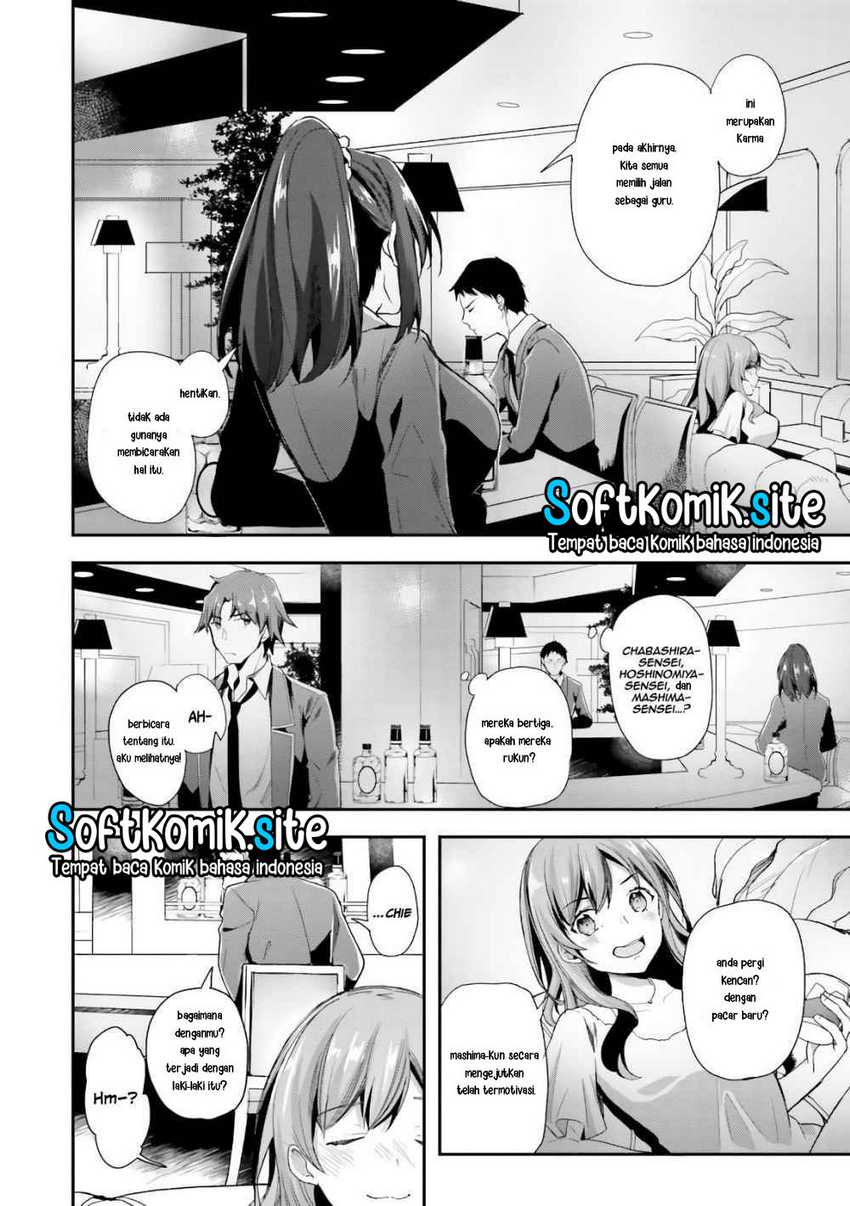 ini
merupakan
Karma
pada akhirnya.
Kita semua
memilih jalan
sebagai guru.
hentikan.
tidak ada
gunanya
membicarakan
hal itu.
SoftKomik.site
Tempat baca Komik bahasa indonesia
CHABASHIRA-
SENSEI,
HOSHINOMIYA-
SENSEI, dan
MASHIMA-
SENSEI...?
mereka bertiga,
apakah mereka
rukun?
AH-
berbicara
tentang itu.
aku melihatnya!
SoftKomik.site
Tempat baca Komik bahasa indonesia
anda pergi
Kencan?
dengan
pacar baru?
mashima-Kun secara
mengejutkan
telah termotivasi.
...CHIE
bagaimana
denganmu?
apa yang
terjadi dengan
laki-laki itu?
Hm-?